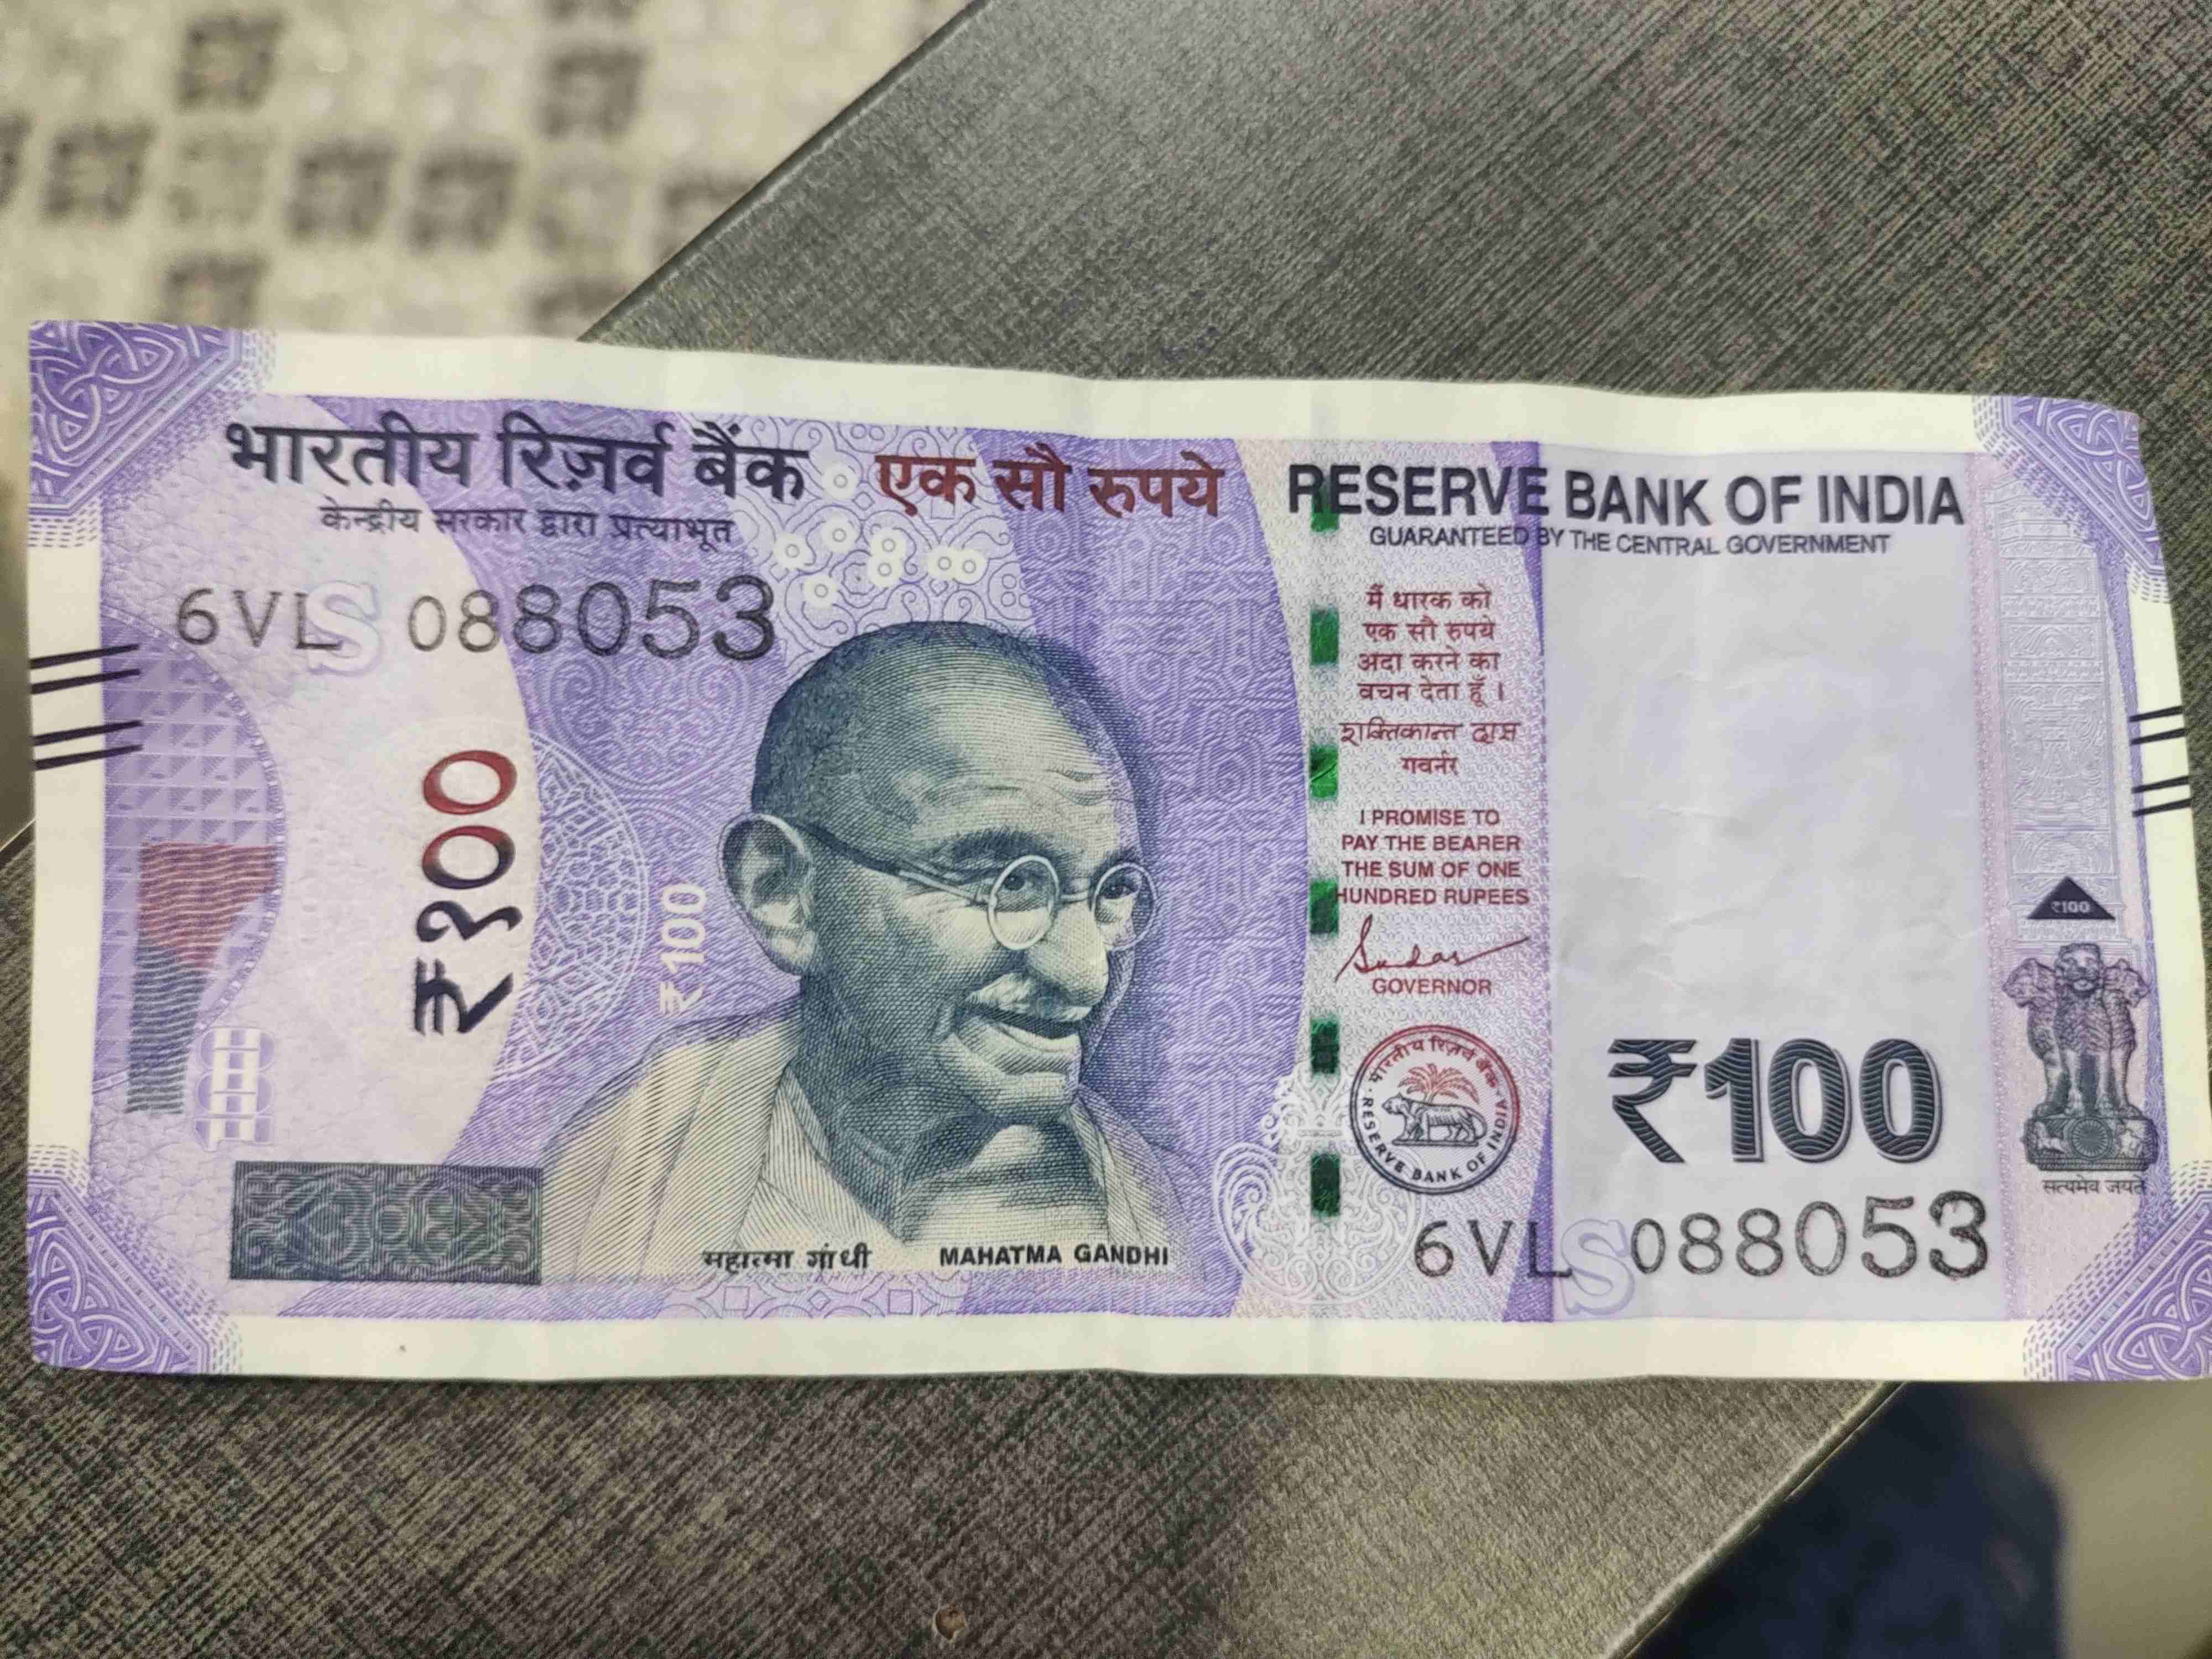 भारतीय रिज़र्व बैंक एक सौ रुपये RESERVE BANK OF INDIA
केन्द्रीय सरकार द्वारा प्रत्याभूत
GUARANTEED BY THE CENTRAL GOVERNMENT
6VL S 088053
₹१००
₹100
मैं धारक को
एक सौ रुपये
अदा करने का
वचन देता हूँ ।
शक्तिकान्त दास
गवर्नर
I PROMISE TO
PAY THE BEARER
THE SUM OF ONE
HUNDRED RUPEES
GOVERNOR
भारतीय रिज़र्व बैंक
RESERVE BANK OF INDIA
₹100
₹100
सत्यमेव जयते
महात्मा गांधी MAHATMA GANDHI
6VL S 088053